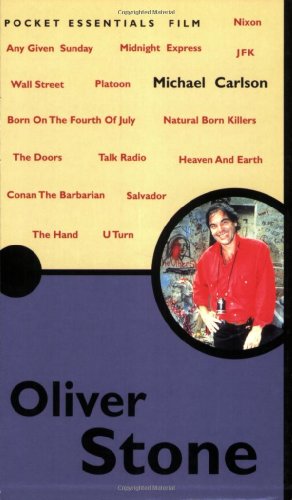 POCKET ESSENTIALS FILM Nixon
Any Given Sunday Midnight Express JFK
Wall Street Platoon Michael Carlson
Born On The Fourth Of July Natural Born Killers
The Doors Talk Radio Heaven And Earth
Conan The Barbarian Salvador
The Hand U Turn
Oliver
Stone